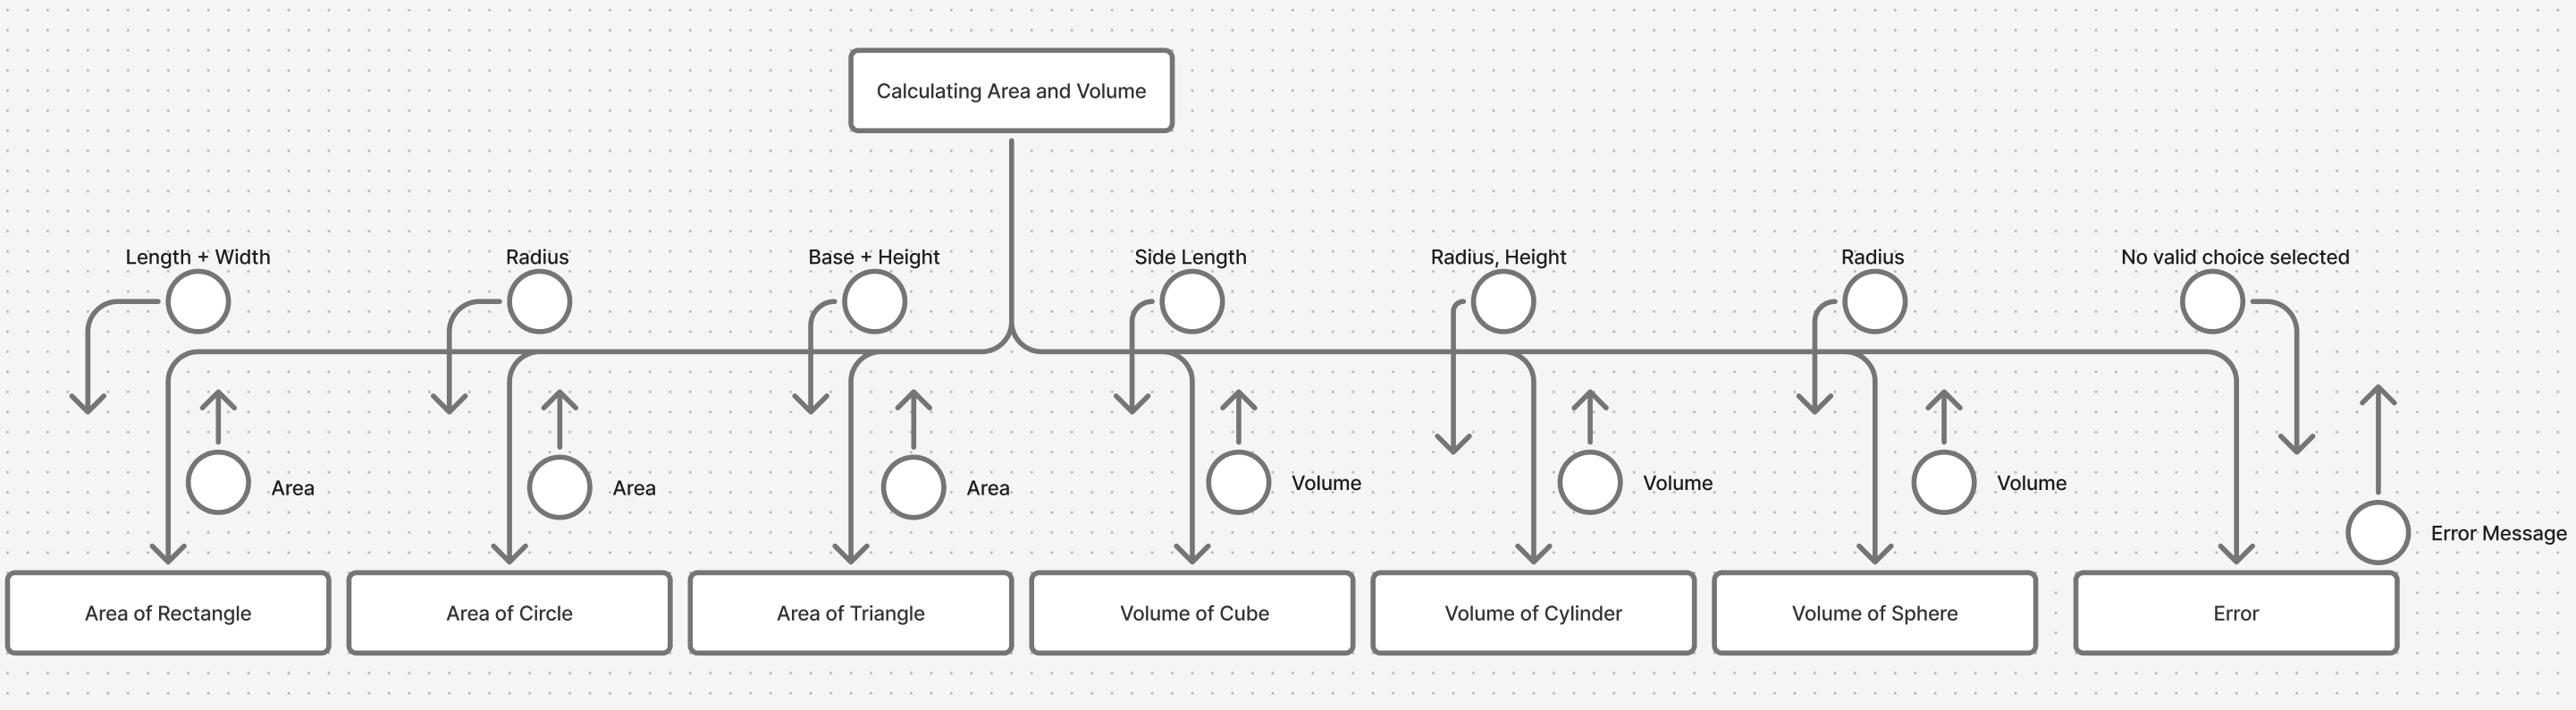 Calculating Area and Volume
Length + Width
Radius
Base + Height
Side Length
Radius, Height
Radius
No valid choice selected
Area
Area
Area
Volume
Volume
Volume
Error Message
Area of Rectangle
Area of Circle
Area of Triangle
Volume of Cube
Volume of Cylinder
Volume of Sphere
Error